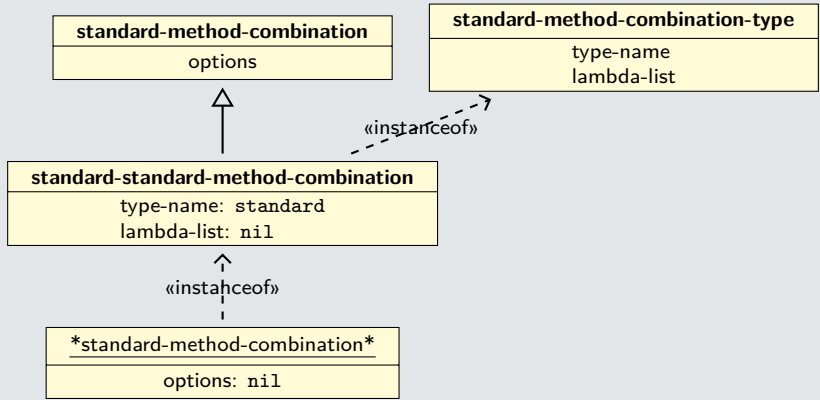 standard-method-combination
options
standard-method-combination-type
type-name
lambda-list
«instanceof»
standard-standard-method-combination
type-name: standard
lambda-list: nil
«instanceof»
*standard-method-combination*
options: nil